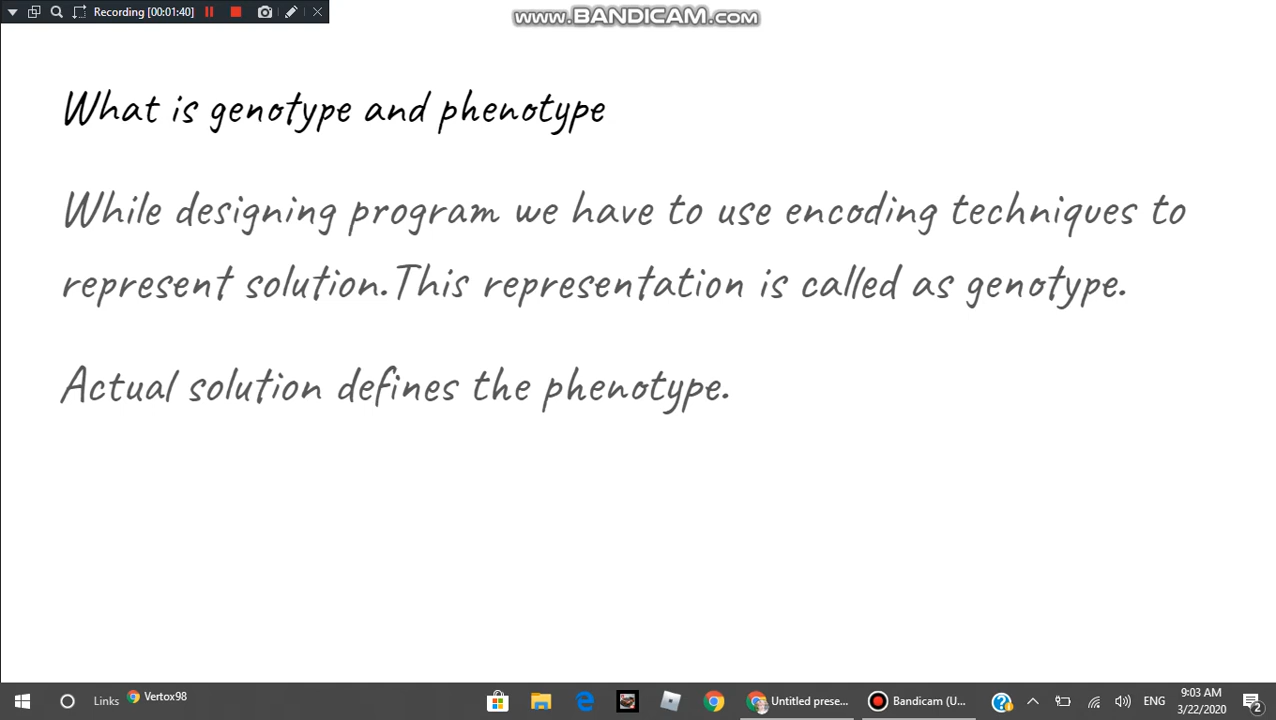 Recording [00:01:40]
www.BANDICAM.com
What is genotype and phenotype
While designing program we have to use encoding techniques to
represent solution.This representation is called as genotype.
Actual solution defines the phenotype.
Links Vertox98 Untitled prese... Bandicam (U... ENG 9:03 AM
3/22/2020 2